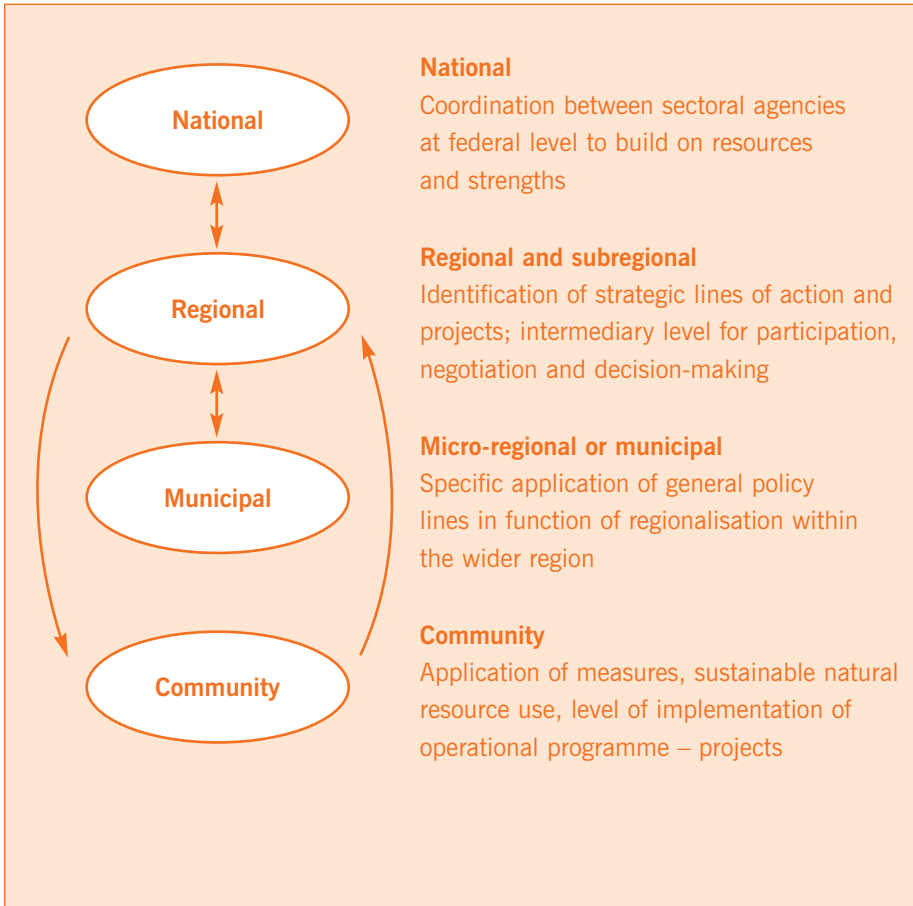 National
National
Coordination between sectoral agencies
at federal level to build on resources
and strengths
Regional
Regional and subregional
Identification of strategic lines of action and
projects; intermediary level for participation,
negotiation and decision-making
Municipal
Micro-regional or municipal
Specific application of general policy
lines in function of regionalisation within
the wider region
Community
Community
Application of measures, sustainable natural
resource use, level of implementation of
operational programme – projects